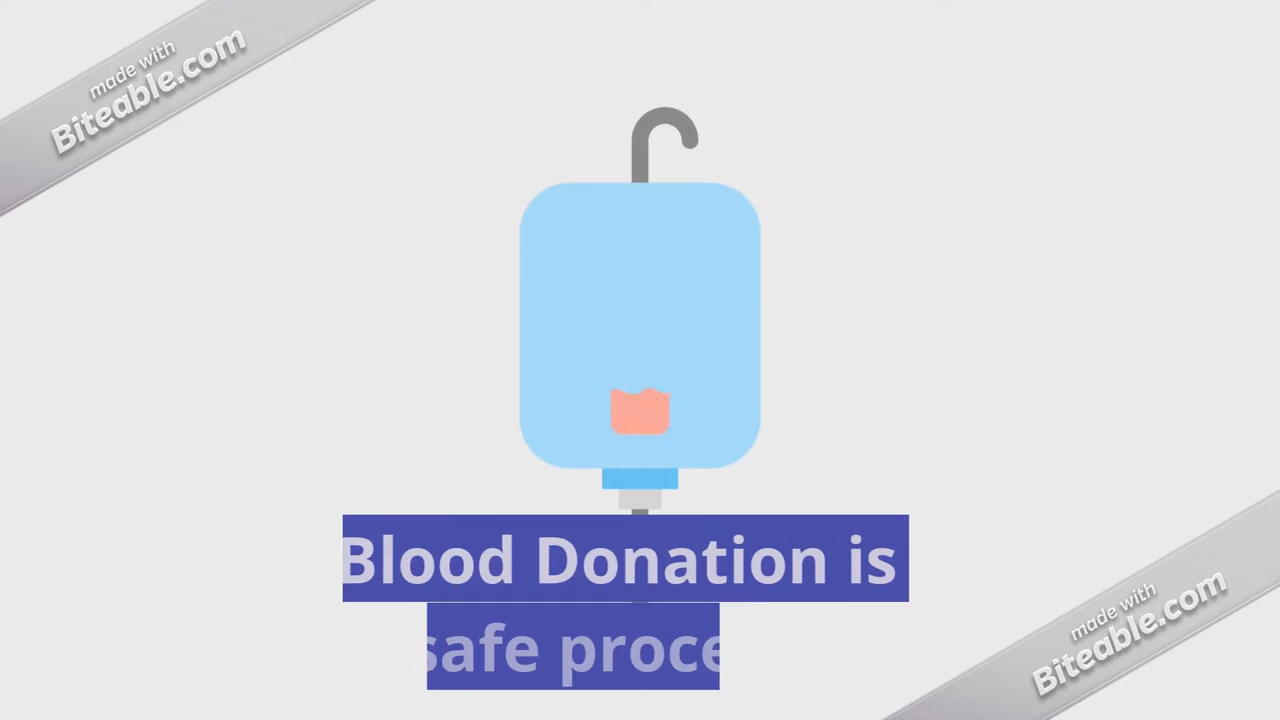 made with
Biteable.com
Blood Donation is
safe proce
made with
Biteable.com